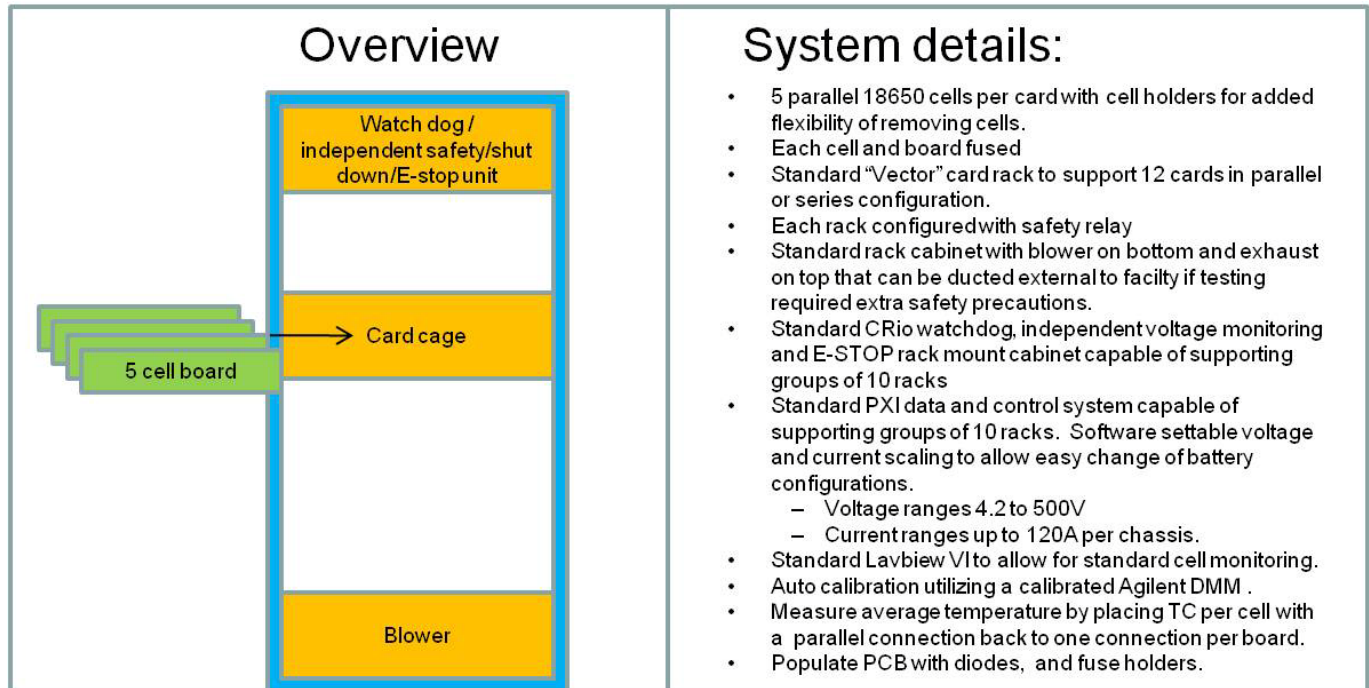 Overview
Watch dog /
independent safety/shut
down/E-stop unit
Card cage
5 cell board
Blower
System details:
• 5 parallel 18650 cells per card with cell holders for added
flexibility of removing cells.
• Each cell and board fused
• Standard “Vector” card rack to support 12 cards in parallel
or series configuration.
• Each rack configured with safety relay
• Standard rack cabinet with blower on bottom and exhaust
on top that can be ducted external to facilty if testing
required extra safety precautions.
• Standard CRio watchdog, independent voltage monitoring
and E-STOP rack mount cabinet capable of supporting
groups of 10 racks
• Standard PXI data and control system capable of
supporting groups of 10 racks. Software settable voltage
and current scaling to allow easy change of battery
configurations.
– Voltage ranges 4.2 to 500V
– Current ranges up to 120A per chassis.
• Standard Lavbiew VI to allow for standard cell monitoring.
• Auto calibration utilizing a calibrated Agilent DMM .
• Measure average temperature by placing TC per cell with
a parallel connection back to one connection per board.
• Populate PCB with diodes, and fuse holders.